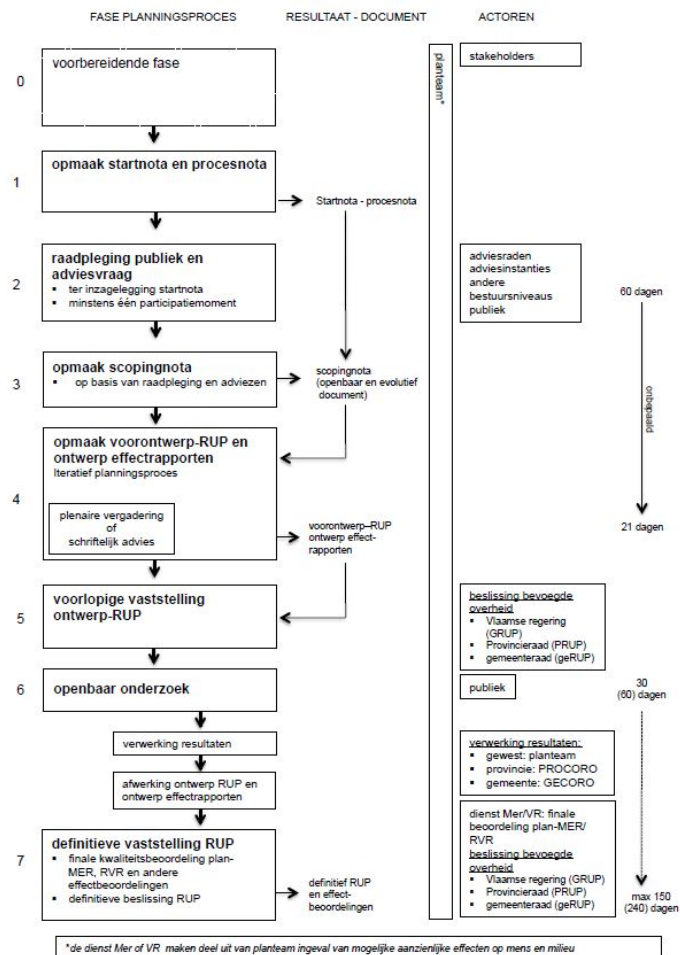 FASE PLANNINGSPROCES
RESULTAAT - DOCUMENT
ACTOREN
0
voorbereidende fase
planteam*
stakeholders
1
opmaak startnota en procesnota
Startnota - procesnota
2
raadpleging publiek en
adviesvraag
▪ ter inzagelegging startnota
▪ minstens één participatiemoment
adviesraden
adviesinstanties
andere
bestuursniveaus
publiek
60 dagen
3
opmaak scopingnota
▪ op basis van raadpleging en adviezen
scopingnota
(openbaar en evolutief
document)
onbepaald
4
opmaak voorontwerp-RUP en
ontwerp effectrapporten
Iteratief planningsproces
plenaire vergadering
of
schriftelijk advies
voorontwerp–RUP
ontwerp effect-
rapporten
21 dagen
5
voorlopige vaststelling
ontwerp-RUP
beslissing bevoegde
overheid
▪ Vlaamse regering
(GRUP)
▪ Provincieraad (PRUP)
▪ gemeenteraad (geRUP)
6
openbaar onderzoek
publiek
30
(60) dagen
verwerking resultaten
verwerking resultaten:
▪ gewest: planteam
▪ provincie: PROCORO
▪ gemeente: GECORO
afwerking ontwerp RUP en
ontwerp effectrapporten
7
definitieve vaststelling RUP
▪ finale kwaliteitsbeoordeling plan-
MER, RVR en andere
effectbeoordelingen
▪ definitieve beslissing RUP
definitief RUP
en effect-
beoordelingen
dienst Mer/VR: finale
beoordeling plan-MER/
RVR
beslissing bevoegde
overheid
▪ Vlaamse regering (GRUP)
▪ Provincieraad (PRUP)
▪ gemeenteraad (geRUP)
max 150
(240) dagen
*de dienst Mer of VR maken deel uit van planteam ingeval van mogelijke aanzienlijke effecten op mens en milieu